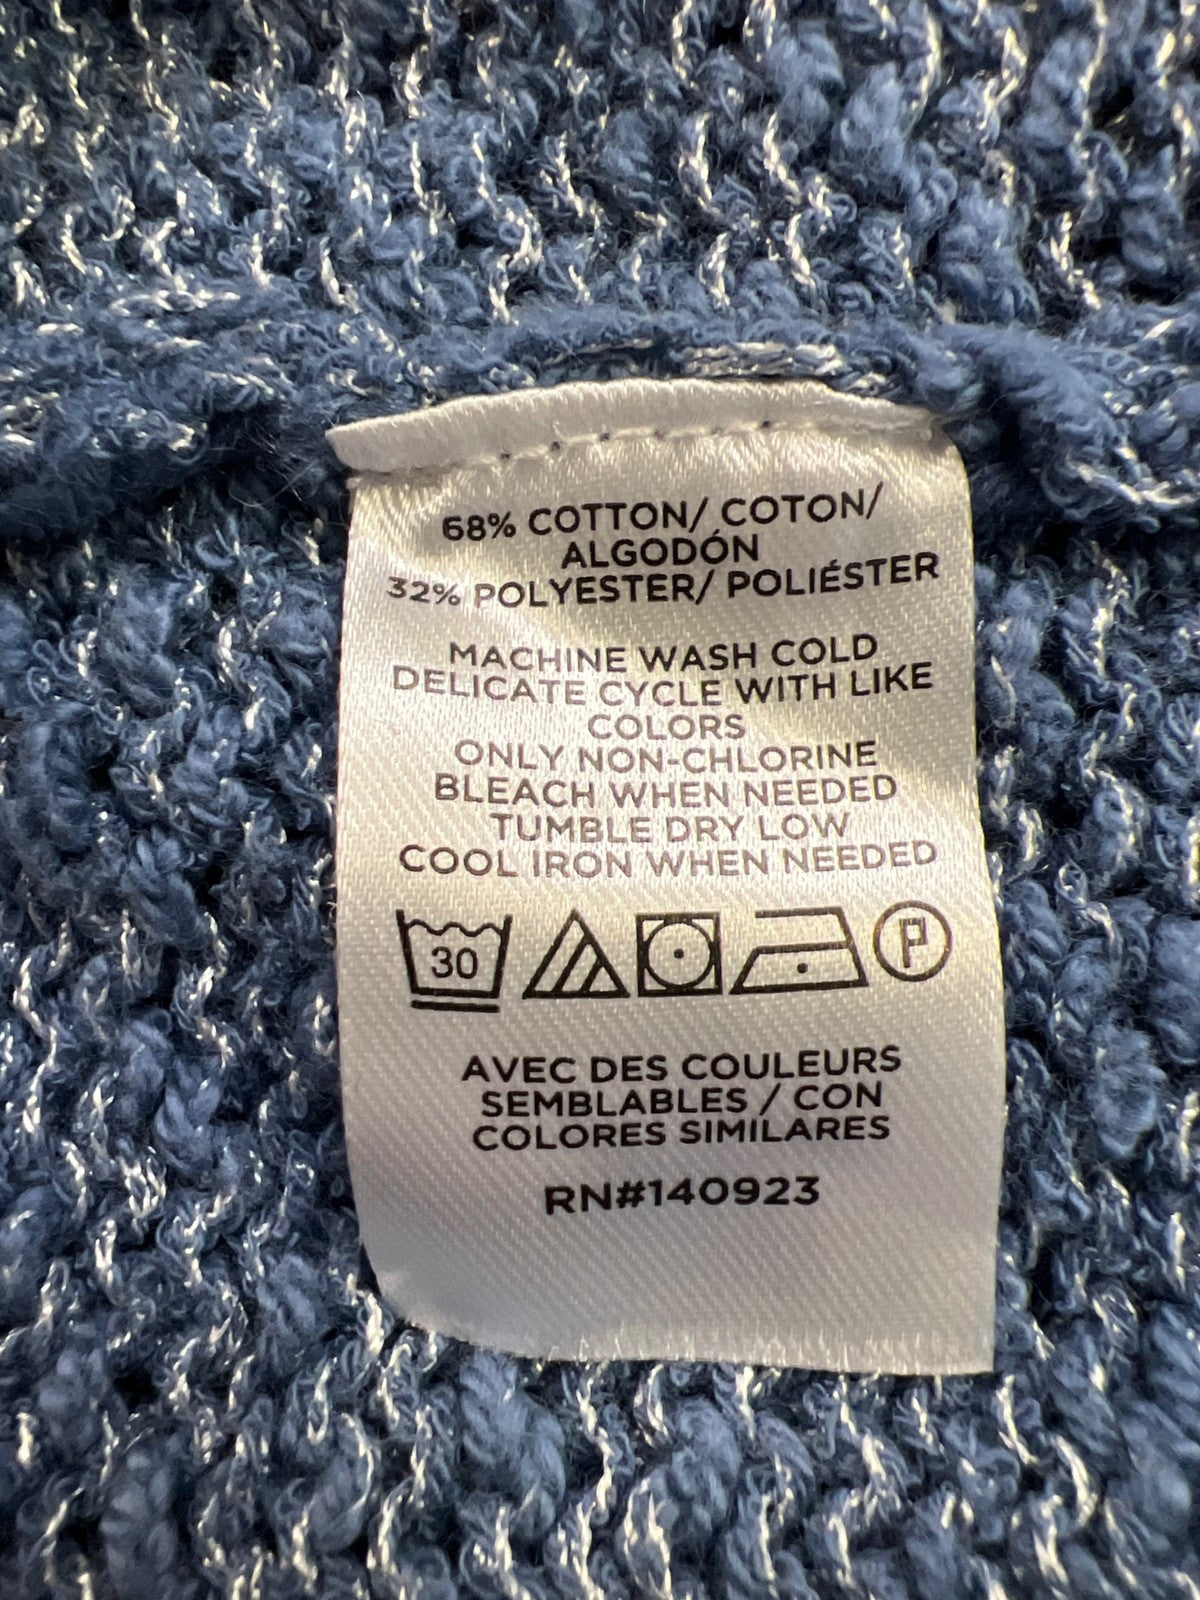 68% COTTON/ COTON/
ALGODÓN
32% POLYESTER/ POLIÉSTER
MACHINE WASH COLD
DELICATE CYCLE WITH LIKE
COLORS
ONLY NON-CHLORINE
BLEACH WHEN NEEDED
TUMBLE DRY LOW
COOL IRON WHEN NEEDED
30 P
AVEC DES COULEURS
SEMBLABLES / CON
COLORES SIMILARES
RN#140923